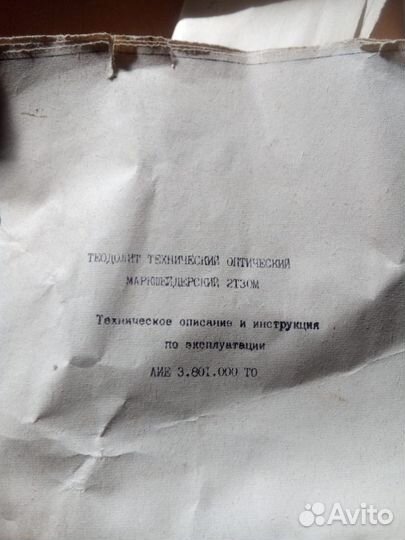 ТЕОДОЛИТ ТЕХНИЧЕСКИЙ ОПТИЧЕСКИЙ
МАРКШЕЙДЕРСКИЙ 2Т30М
Техническое описание и инструкция
по эксплуатации
АИЕ 3.801.000 ТО
Avito